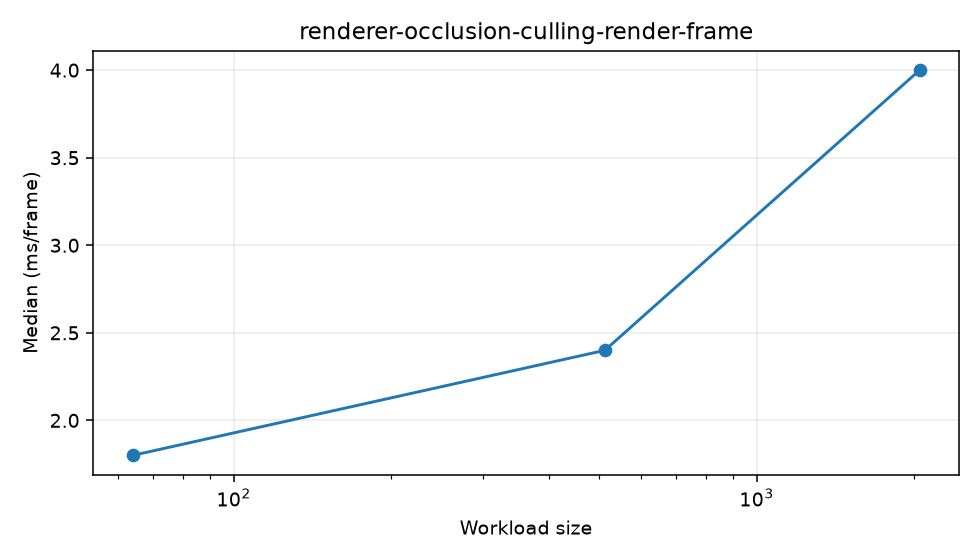 renderer-occlusion-culling-render-frame
4.0
3.5
3.0
2.5
2.0
Median (ms/frame)
10²
10³
Workload size